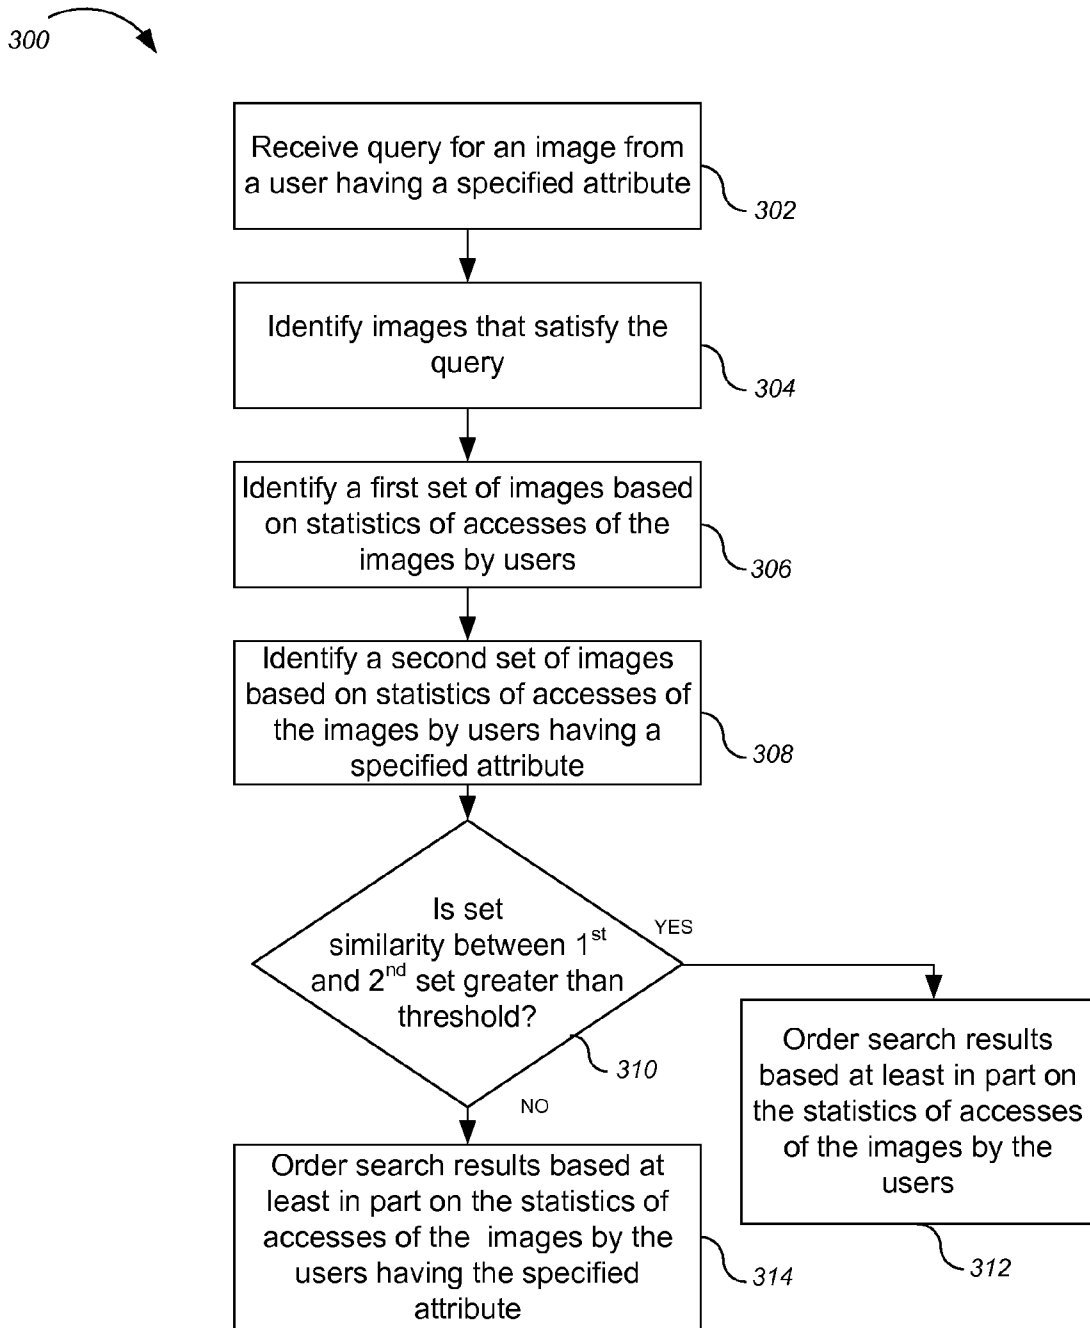 300
Receive query for an image from
a user having a specified attribute
302
Identify images that satisfy the
query
304
Identify a first set of images based
on statistics of accesses of the
images by users
306
Identify a second set of images
based on statistics of accesses of
the images by users having a
specified attribute
308
Is set
similarity between 1st
and 2nd set greater than
threshold?
310
YES
NO
Order search results
based at least in part on
the statistics of accesses
of the images by the
users
312
Order search results based at
least in part on the statistics of
accesses of the images by the
users having the specified
attribute
314